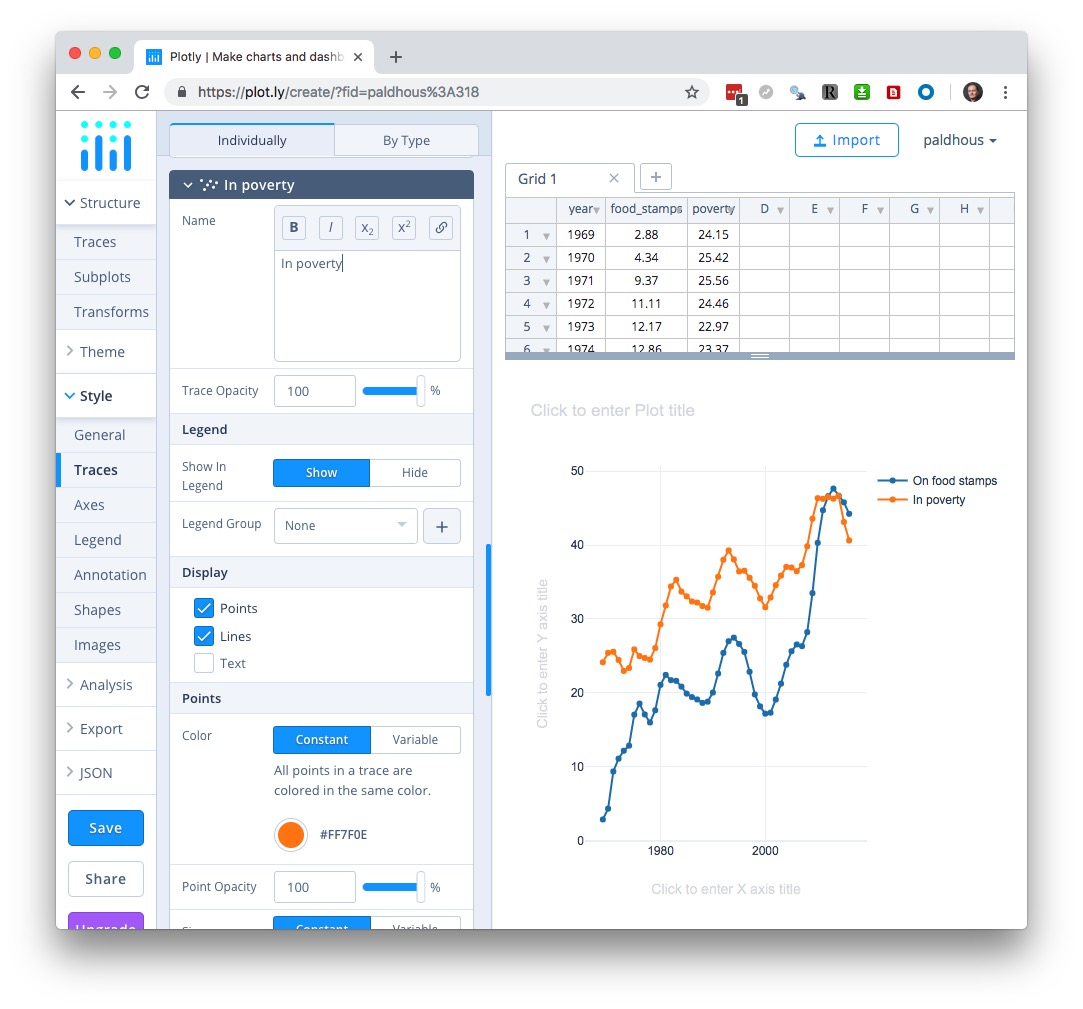 Plotly | Make charts and dashb
https://plot.ly/create/?fid=paldhous%3A318
1
R
Structure
Traces
Subplots
Transforms
Theme
Style
General
Traces
Axes
Legend
Annotation
Shapes
Images
Analysis
Export
JSON
Save
Share
Upgrade
Individually By Type
In poverty
Name
B I x2 x2
In poverty
Trace Opacity 100 %
Legend
Show In
Legend
Show Hide
Legend Group None +
Display
Points
Lines
Text
Points
Color Constant Variable
All points in a trace are
colored in the same color.
#FF7F0E
Point Opacity 100 %
Constant Variable
Import paldhous
Grid 1 × +
year food_stamps poverty D E F G H
1 1969 2.88 24.15
2 1970 4.34 25.42
3 1971 9.37 25.56
4 1972 11.11 24.46
5 1973 12.17 22.97
6 1974 12.86 23.37
Click to enter Plot title
On food stamps
In poverty
50
40
30
20
10
0
Click to enter Y axis title
1980 2000
Click to enter X axis title